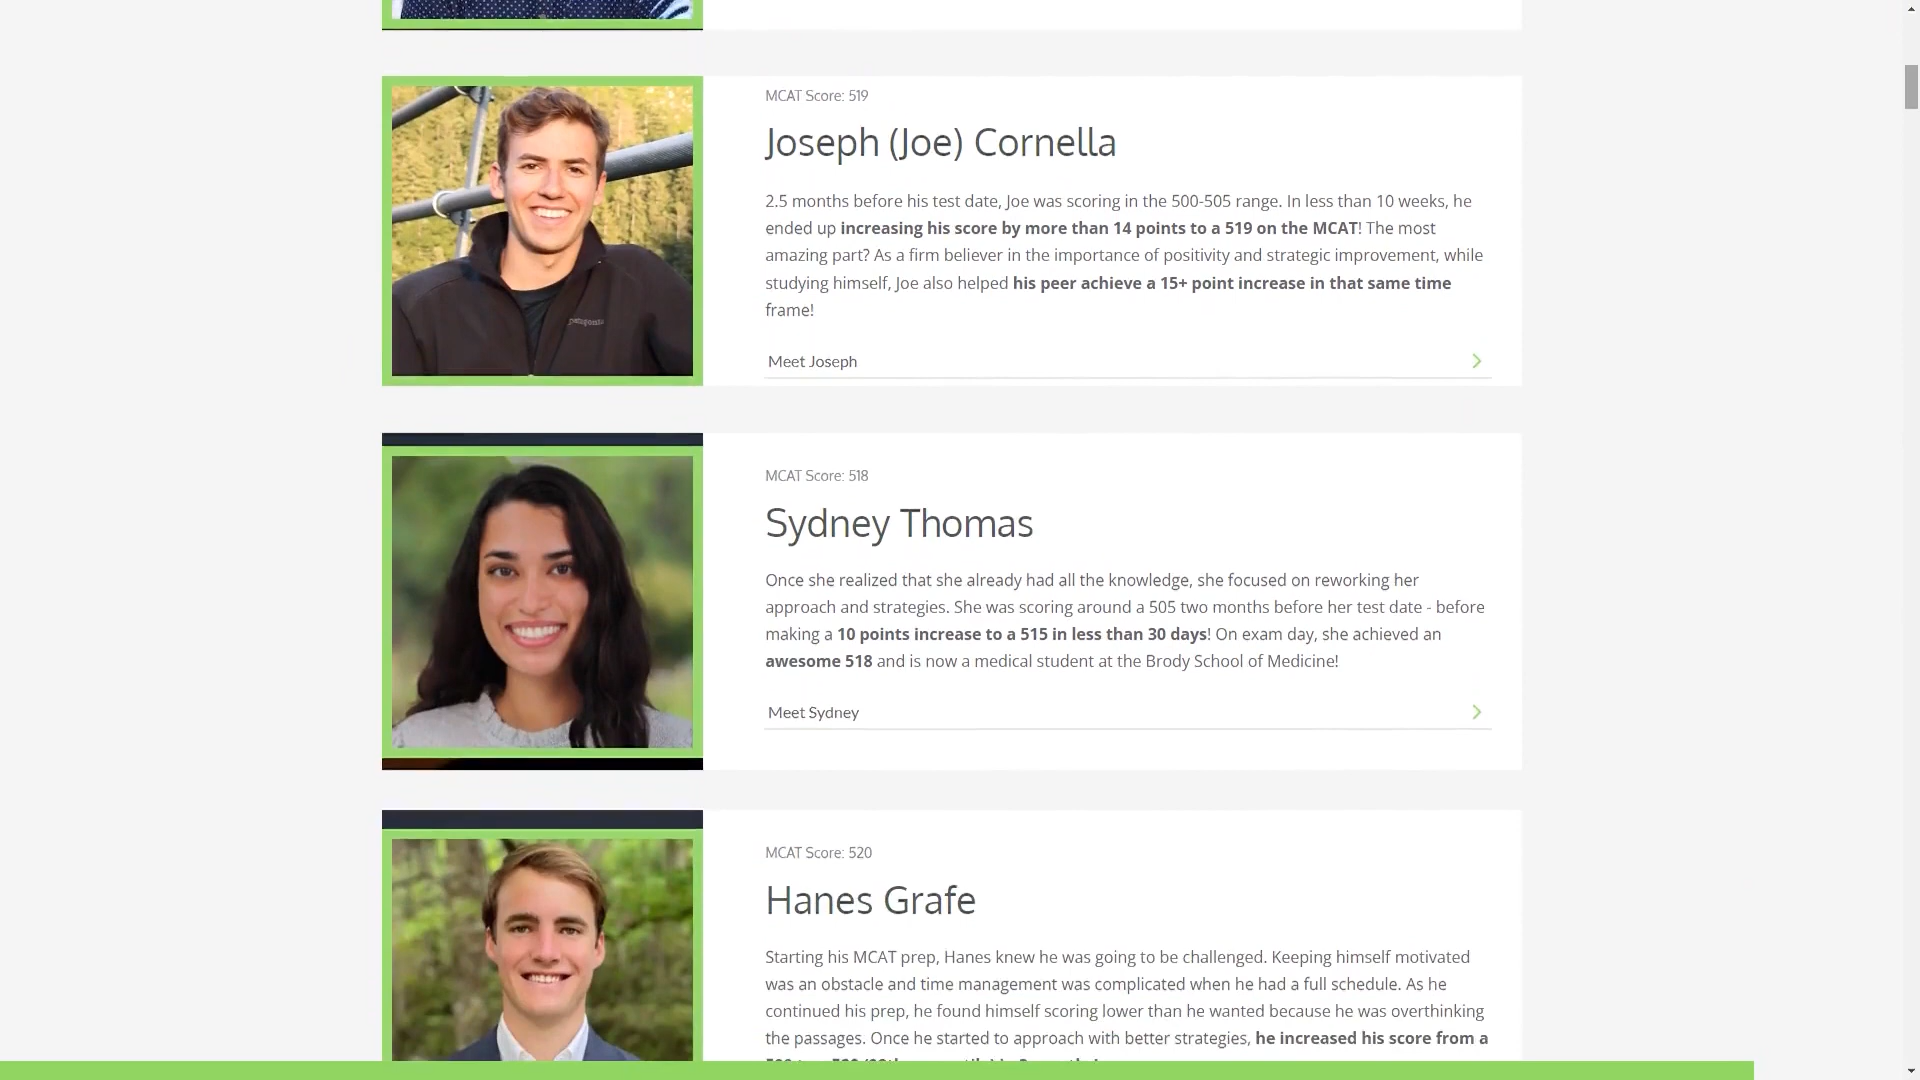 MCAT Score: 519
Joseph (Joe) Cornella
2.5 months before his test date, Joe was scoring in the 500-505 range. In less than 10 weeks, he
ended up increasing his score by more than 14 points to a 519 on the MCAT! The most
amazing part? As a firm believer in the importance of positivity and strategic improvement, while
studying himself, Joe also helped his peer achieve a 15+ point increase in that same time
frame!
Meet Joseph
patagonia
MCAT Score: 518
Sydney Thomas
Once she realized that she already had all the knowledge, she focused on reworking her
approach and strategies. She was scoring around a 505 two months before her test date - before
making a 10 points increase to a 515 in less than 30 days! On exam day, she achieved an
awesome 518 and is now a medical student at the Brody School of Medicine!
Meet Sydney
MCAT Score: 520
Hanes Grafe
Starting his MCAT prep, Hanes knew he was going to be challenged. Keeping himself motivated
was an obstacle and time management was complicated when he had a full schedule. As he
continued his prep, he found himself scoring lower than he wanted because he was overthinking
the passages. Once he started to approach with better strategies, he increased his score from a